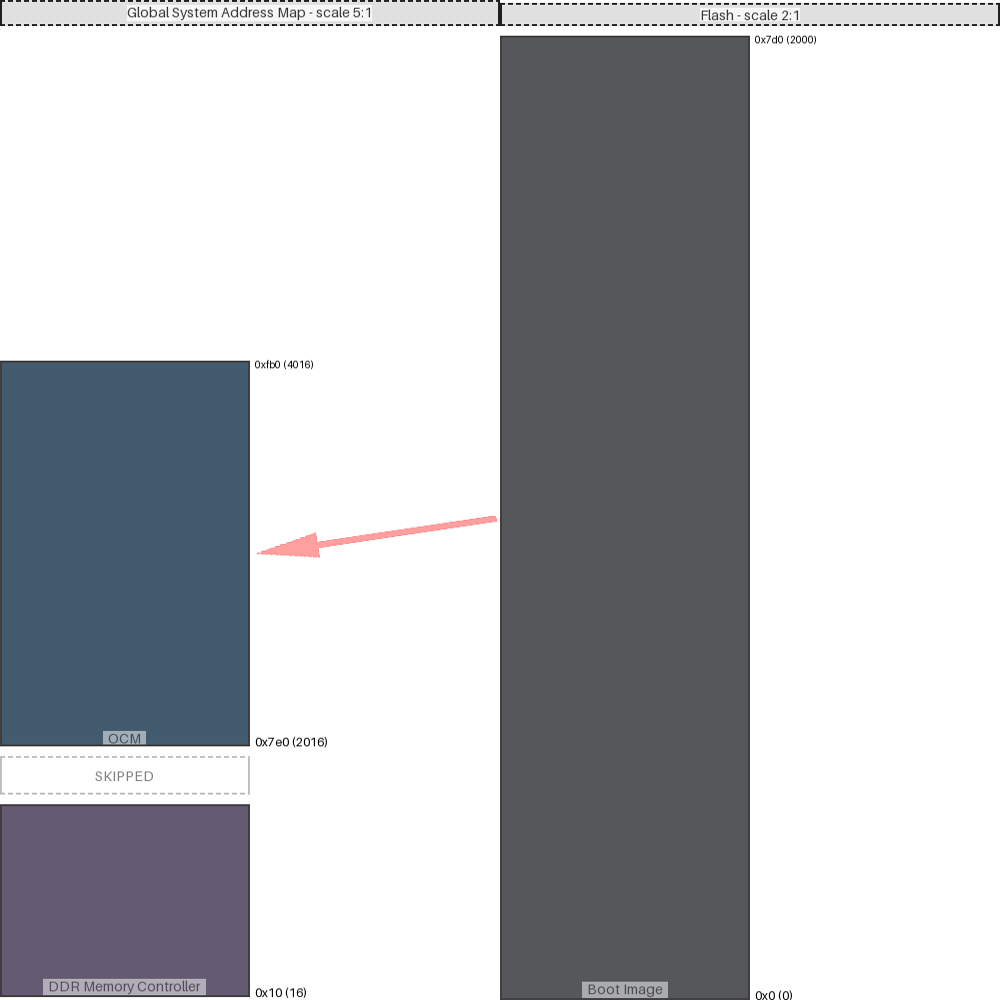 Global System Address Map - scale 5:1
Flash - scale 2:1
0x7d0 (2000)
0xfb0 (4016)
OCM
0x7e0 (2016)
SKIPPED
DDR Memory Controller
0x10 (16)
Boot Image
0x0 (0)